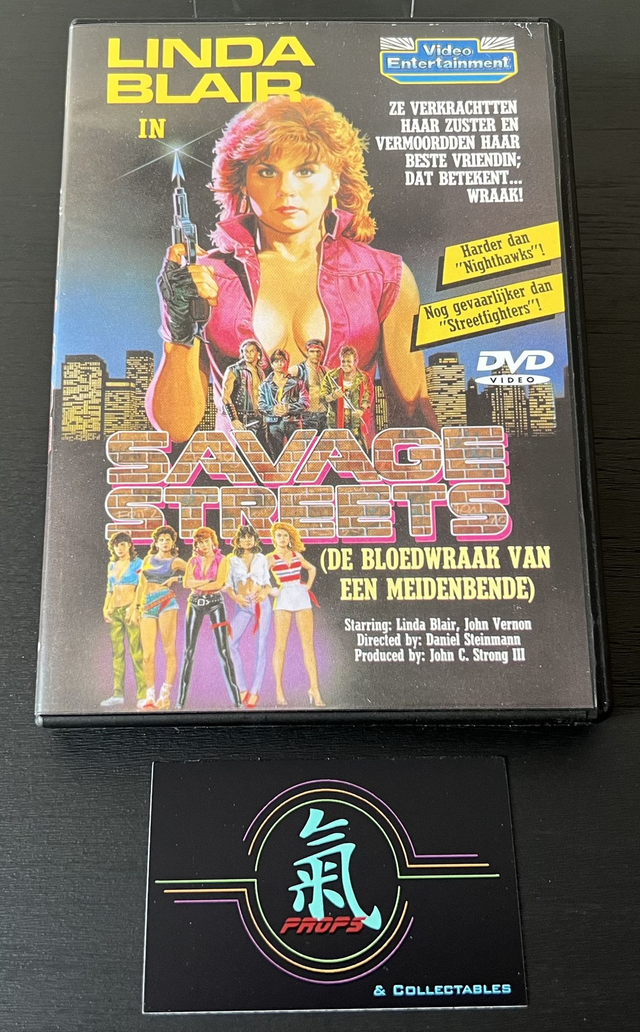 LINDA
BLAIR
IN
Video
Entertainment
ZE VERKRACHTTEN
HAAR ZUSTER EN
VERMOORDDEN HAAR
BESTE VRIENDIN;
DAT BETEKENT...
WRAAK!
Harder dan
"Nighthawks"!
Nog gevaarlijker dan
"Streetfighters"!
DVD
VIDEO
SAVAGE
STREETS
(DE BLOEDWRAAK VAN
EEN MEIDENBENDE)
Starring: Linda Blair, John Vernon
Directed by: Daniel Steinmann
Produced by: John C. Strong III
氣
PROPS
& COLLECTABLES